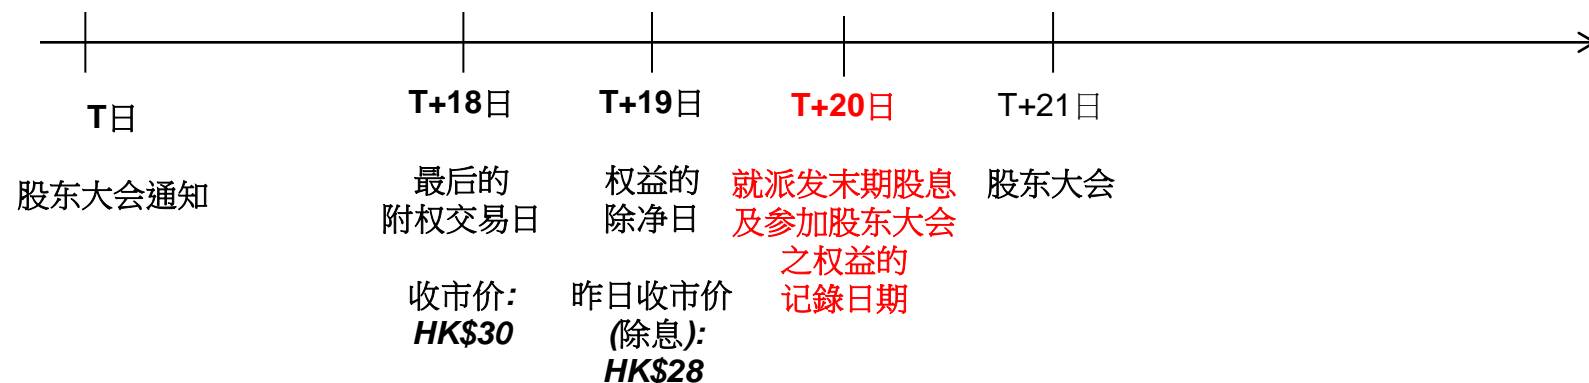 T日
股东大会通知
T+18日
最后的
附权交易日
收市价:
HK$30
T+19日
权益的
除净日
昨日收市价
(除息):
HK$28
T+20日
就派发末期股息
及参加股东大会
之权益的
记錄日期
T+21日
股东大会